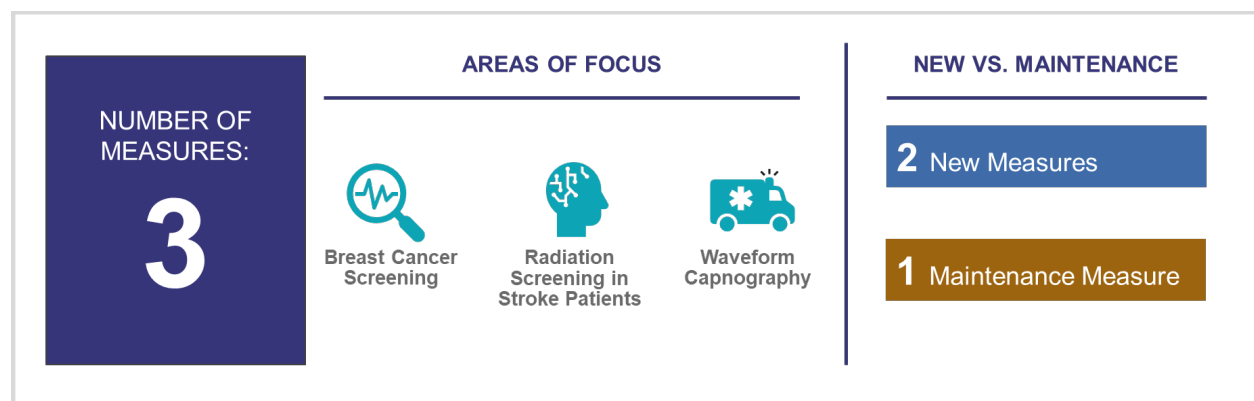 NUMBER OF
MEASURES:
3
AREAS OF FOCUS
Breast Cancer
Screening
Radiation
Screening in
Stroke Patients
Waveform
Capnography
NEW VS. MAINTENANCE
2 New Measures
1 Maintenance Measure